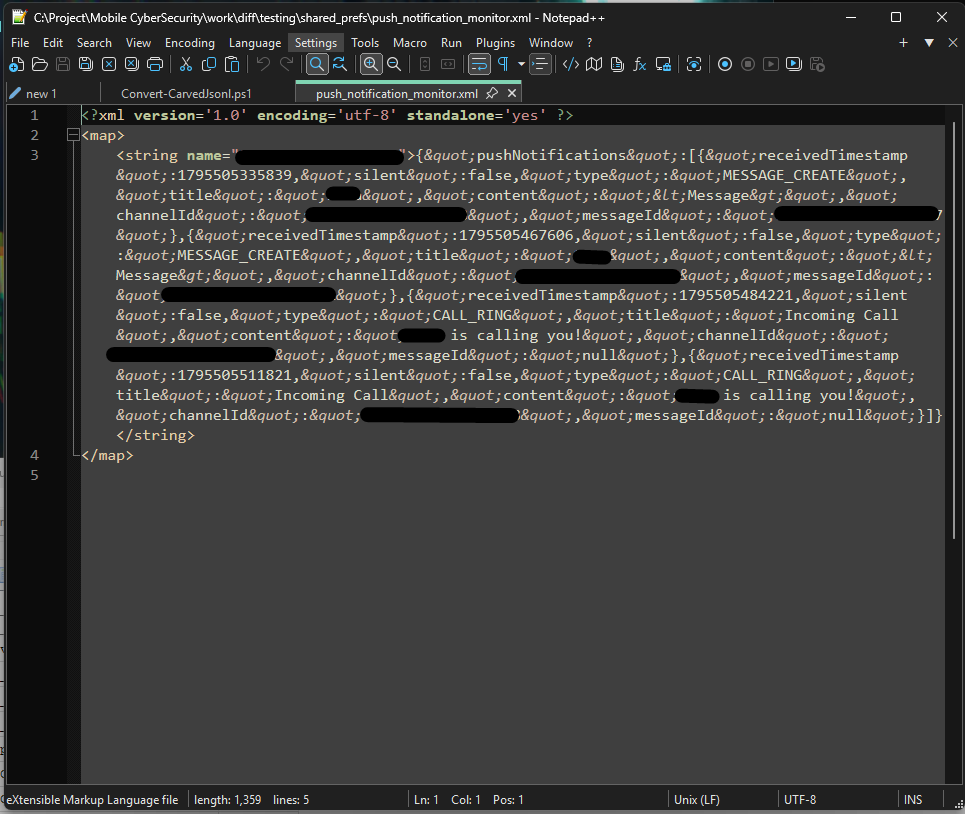 C:\Project\Mobile CyberSecurity\work\diff\testing\shared_prefs\push_notification_monitor.xml - Notepad++
File Edit Search View Encoding Language Settings Tools Macro Run Plugins Window ?
new 1 Convert-CarvedJsonl.ps1 push_notification_monitor.xml
1 <?xml version='1.0' encoding='utf-8' standalone='yes' ?>
2 <map>
3 <string name="">{&quot;pushNotifications&quot;:[{&quot;receivedTimestamp
&quot;:1795505335839,&quot;silent&quot;:false,&quot;type&quot;:&quot;MESSAGE_CREATE&quot;,
&quot;title&quot;:&quot;&quot;,&quot;content&quot;:&quot;&lt;Message&gt;&quot;,&quot;
channelId&quot;:&quot;&quot;,&quot;messageId&quot;:&quot;7
&quot;},{&quot;receivedTimestamp&quot;:1795505467606,&quot;silent&quot;:false,&quot;type&quot;
:&quot;MESSAGE_CREATE&quot;,&quot;title&quot;:&quot;&quot;,&quot;content&quot;:&quot;&lt;
Message&gt;&quot;,&quot;channelId&quot;:&quot;&quot;,&quot;messageId&quot;:
&quot;&quot;},{&quot;receivedTimestamp&quot;:1795505484221,&quot;silent
&quot;:false,&quot;type&quot;:&quot;CALL_RING&quot;,&quot;title&quot;:&quot;Incoming Call
&quot;,&quot;content&quot;:&quot; is calling you!&quot;,&quot;channelId&quot;:&quot;
&quot;,&quot;messageId&quot;:&quot;null&quot;},{&quot;receivedTimestamp
&quot;:1795505511821,&quot;silent&quot;:false,&quot;type&quot;:&quot;CALL_RING&quot;,&quot;
title&quot;:&quot;Incoming Call&quot;,&quot;content&quot;:&quot; is calling you!&quot;,
&quot;channelId&quot;:&quot;&quot;,&quot;messageId&quot;:&quot;null&quot;}]}
</string>
4 </map>
5
eXtensible Markup Language file length: 1,359 lines: 5 Ln: 1 Col: 1 Pos: 1 Unix (LF) UTF-8 INS